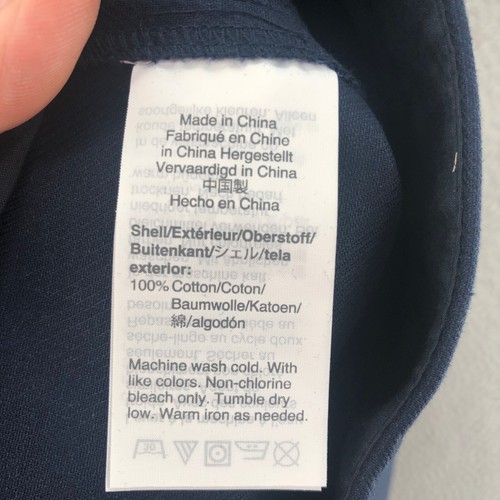 Made in China
Fabriqué en Chine
in China Hergestellt
Vervaardigd in China
中国製
Hecho en China
Shell/Extérieur/Oberstoff/
Buitenkant/シェル/tela
exterior:
100% Cotton/Coton/
Baumwolle/Katoen/
綿/algodón
Machine wash cold. With
like colors. Non-chlorine
bleach only. Tumble dry
low. Warm iron as needed.
30